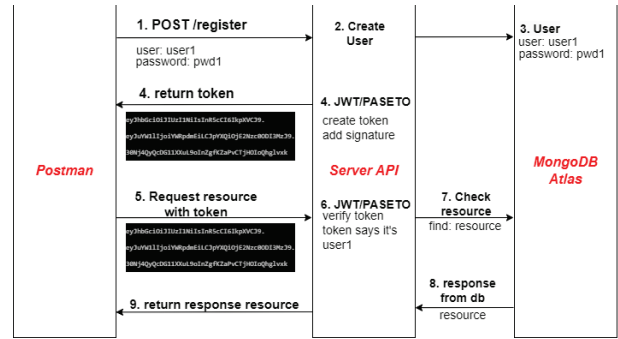 1. POST /register
user: user1
password: pwd1
2. Create
User
3. User
user: user1
password: pwd1
4. return token
4. JWT/PASETO
create token
add signature
Postman
Server API
MongoDB
Atlas
5. Request resource
with token
6. JWT/PASETO
verify token
token says it's
user1
7. Check
resource
find: resource
8. response
from db
resource
9. return response resource